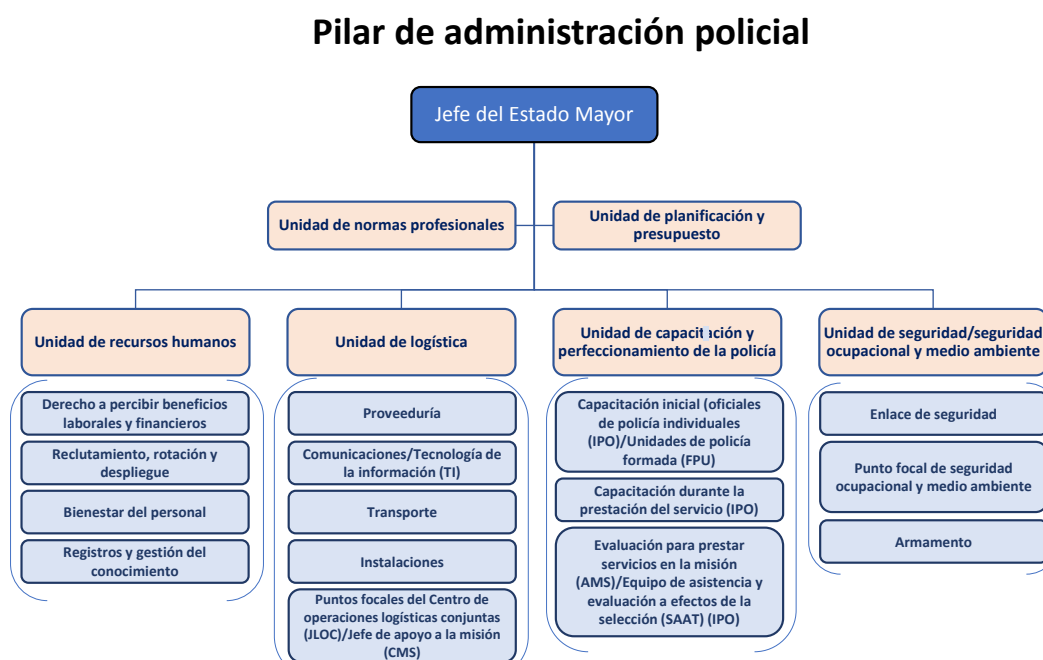 Pilar de administración policial
Jefe del Estado Mayor
Unidad de normas profesionales
Unidad de planificación y
presupuesto
Unidad de recursos humanos
Derecho a percibir beneficios
laborales y financieros
Reclutamiento, rotación y
despliegue
Bienestar del personal
Registros y gestión del
conocimiento
Unidad de logística
Proveeduría
Comunicaciones/Tecnología de
la información (TI)
Transporte
Instalaciones
Puntos focales del Centro de
operaciones logísticas conjuntas
(JLOC)/Jefe de apoyo a la misión
(CMS)
Unidad de capacitación y
perfeccionamiento de la policía
Capacitación inicial (oficiales
de policía individuales
(IPO)/Unidades de policía
formada (FPU)
Capacitación durante la
prestación del servicio (IPO)
Evaluación para prestar
servicios en la misión
(AMS)/Equipo de asistencia y
evaluación a efectos de la
selección (SAAT) (IPO)
Unidad de seguridad/seguridad
ocupacional y medio ambiente
Enlace de seguridad
Punto focal de seguridad
ocupacional y medio ambiente
Armamento